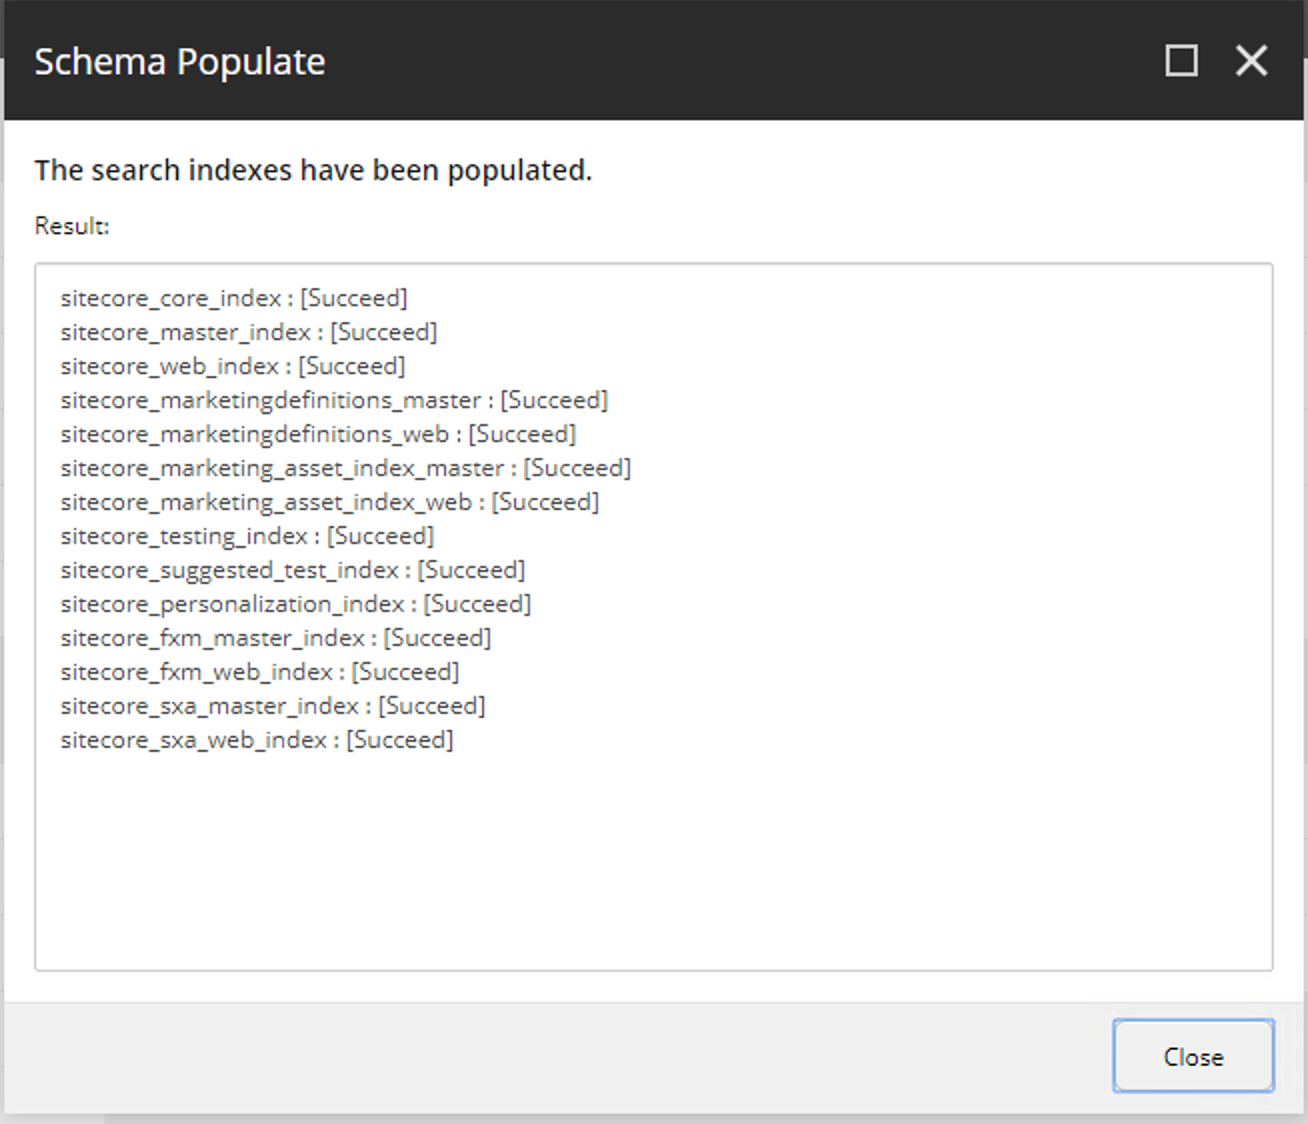 Schema Populate
The search indexes have been populated.
Result:
sitecore_core_index : [Succeed]
sitecore_master_index : [Succeed]
sitecore_web_index : [Succeed]
sitecore_marketingdefinitions_master : [Succeed]
sitecore_marketingdefinitions_web : [Succeed]
sitecore_marketing_asset_index_master : [Succeed]
sitecore_marketing_asset_index_web : [Succeed]
sitecore_testing_index : [Succeed]
sitecore_suggested_test_index : [Succeed]
sitecore_personalization_index : [Succeed]
sitecore_fxm_master_index : [Succeed]
sitecore_fxm_web_index : [Succeed]
sitecore_sxa_master_index : [Succeed]
sitecore_sxa_web_index : [Succeed]
Close